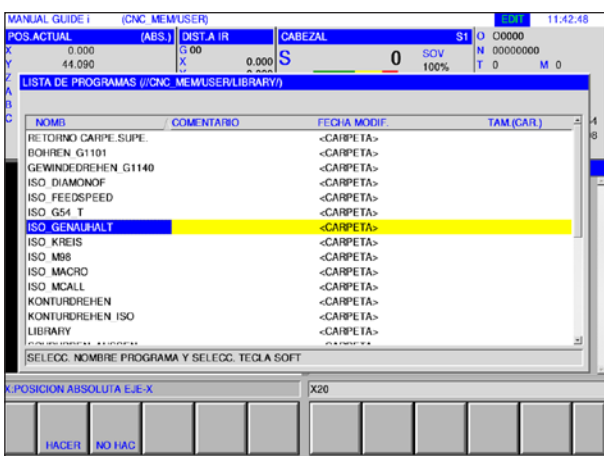 MANUAL GUIDE i (CNC_MEM/USER) EDIT 11:42:48
POS.ACTUAL (ABS.) DIST.A IR CABEZAL S1 O O0000
X 0.000 G 00 S 0 SOV N 00000000
Y 44.090 X 0.000 100% T 0 M 0
Z
LISTA DE PROGRAMAS (//CNC_MEM/USER/LIBRARY/)
A
B
C
NOMB / COMENTARIO FECHA MODIF. TAM.(CAR.)
RETORNO CARPE.SUPE. <CARPETA>
BOHREN_G1101 <CARPETA>
GEWINDEDREHEN_G1140 <CARPETA>
ISO_DIAMONOF <CARPETA>
ISO_FEEDSPEED <CARPETA>
ISO_G54_T <CARPETA>
ISO_GENAUHALT <CARPETA>
ISO_KREIS <CARPETA>
ISO_M98 <CARPETA>
ISO_MACRO <CARPETA>
ISO_MCALL <CARPETA>
KONTURDREHEN <CARPETA>
KONTURDREHEN_ISO <CARPETA>
LIBRARY <CARPETA>
SELECC. NOMBRE PROGRAMA Y SELECC. TECLA SOFT
X:POSICION ABSOLUTA EJE-X X20
HACER NO HAC